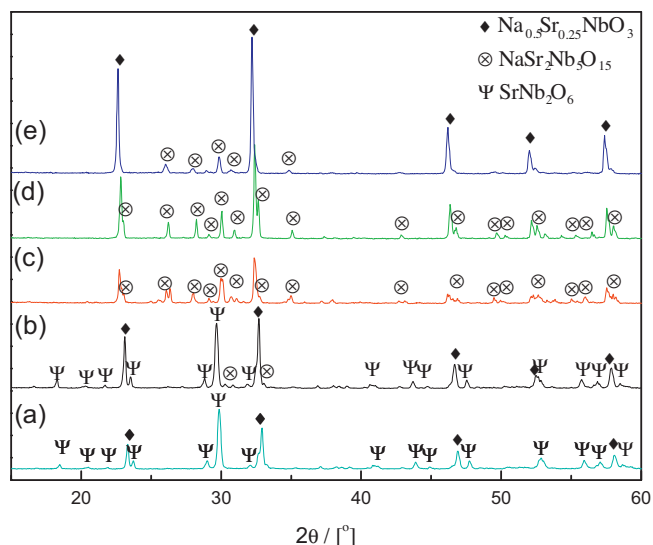 ◆ Na0.5Sr0.25NbO3
⊗ NaSr2Nb5O15
Ψ SrNb2O6
(e)
(d)
(c)
(b)
(a)
20 30 40 50 60
2θ / [°]